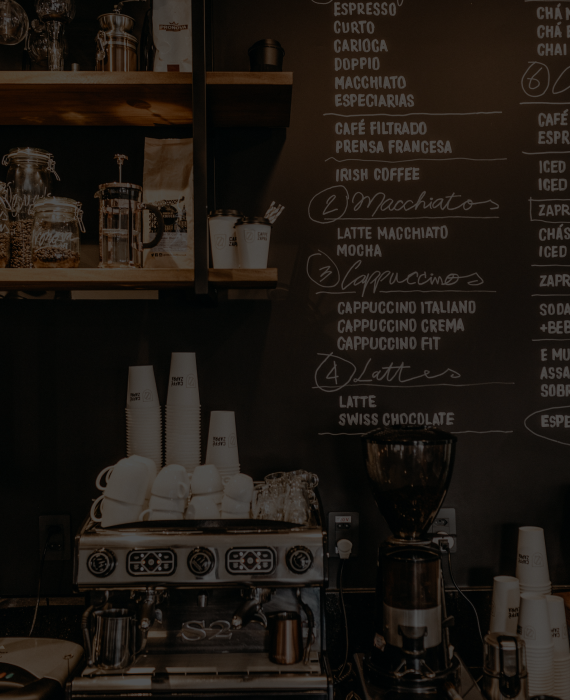 ESPRESSO
CURTO
CARIOCA
DOPPIO
MACCHIATO
ESPECIARIAS
CAFÉ FILTRADO
PRENSA FRANCESA
IRISH COFFEE
2 Macchiatos
LATTE MACCHIATO
MOCHA
3 Cappuccinos
CAPPUCCINO ITALIANO
CAPPUCCINO CREMA
CAPPUCCINO FIT
4 Lattes
LATTE
SWISS CHOCOLATE
CHÁ
CHÁ
CHAI
6
CAFÉ
ESPR
ICED
ICED
ZAPR
CHÁS
ICED
ZAPR
SODA
+BEB
E MU
ASSA
SOBR
ESPE
S2